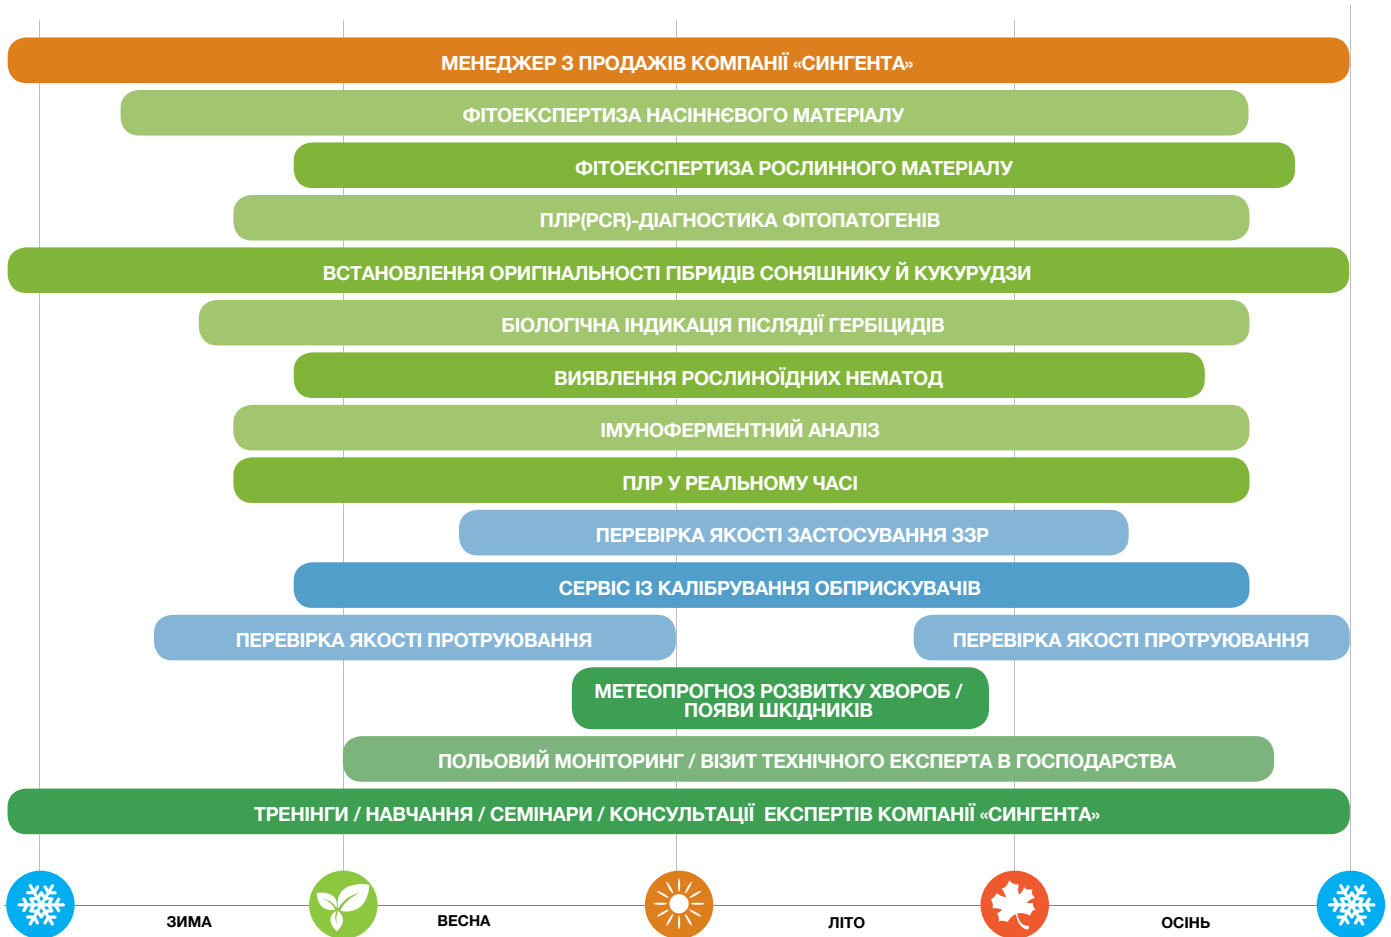 МЕНЕДЖЕР З ПРОДАЖІВ КОМПАНІЇ «СИНГЕНТА»
ФІТОЕКСПЕРТИЗА НАСІННЄВОГО МАТЕРІАЛУ
ФІТОЕКСПЕРТИЗА РОСЛИННОГО МАТЕРІАЛУ
ПЛР(PCR)-ДІАГНОСТИКА ФІТОПАТОГЕНІВ
ВСТАНОВЛЕННЯ ОРИГІНАЛЬНОСТІ ГІБРИДІВ СОНЯШНИКУ Й КУКУРУДЗИ
БІОЛОГІЧНА ІНДИКАЦІЯ ПІСЛЯДІЇ ГЕРБІЦИДІВ
ВИЯВЛЕННЯ РОСЛИНОЇДНИХ НЕМАТОД
ІМУНОФЕРМЕНТНИЙ АНАЛІЗ
ПЛР У РЕАЛЬНОМУ ЧАСІ
ПЕРЕВІРКА ЯКОСТІ ЗАСТОСУВАННЯ ЗЗР
СЕРВІС ІЗ КАЛІБРУВАННЯ ОБПРИСКУВАЧІВ
ПЕРЕВІРКА ЯКОСТІ ПРОТРУЮВАННЯ
ПЕРЕВІРКА ЯКОСТІ ПРОТРУЮВАННЯ
МЕТЕОПРОГНОЗ РОЗВИТКУ ХВОРОБ /
ПОЯВИ ШКІДНИКІВ
ПОЛЬОВИЙ МОНІТОРИНГ / ВІЗИТ ТЕХНІЧНОГО ЕКСПЕРТА В ГОСПОДАРСТВА
ТРЕНІНГИ / НАВЧАННЯ / СЕМІНАРИ / КОНСУЛЬТАЦІЇ ЕКСПЕРТІВ КОМПАНІЇ «СИНГЕНТА»
ЗИМА
ВЕСНА
ЛІТО
ОСІНЬ